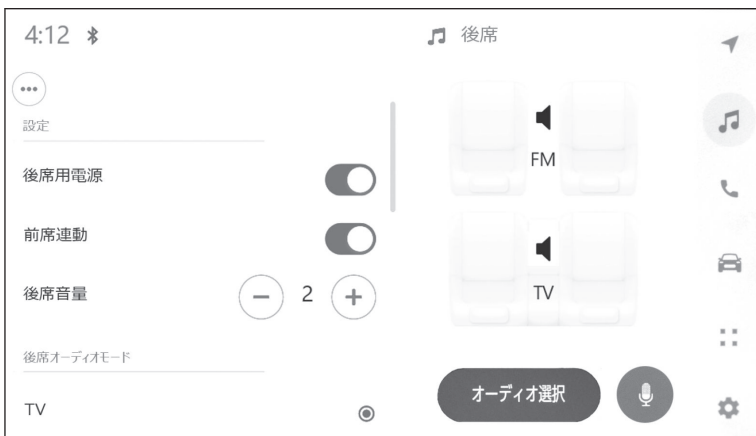 4:12
設定
後席用電源
前席連動
後席音量
2
後席オーディオモード
TV
後席
FM
TV
オーディオ選択